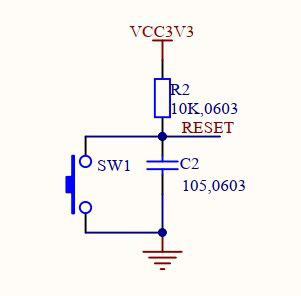 VCC3V3
R2
10K,0603
RESET
SW1
C2
105,0603